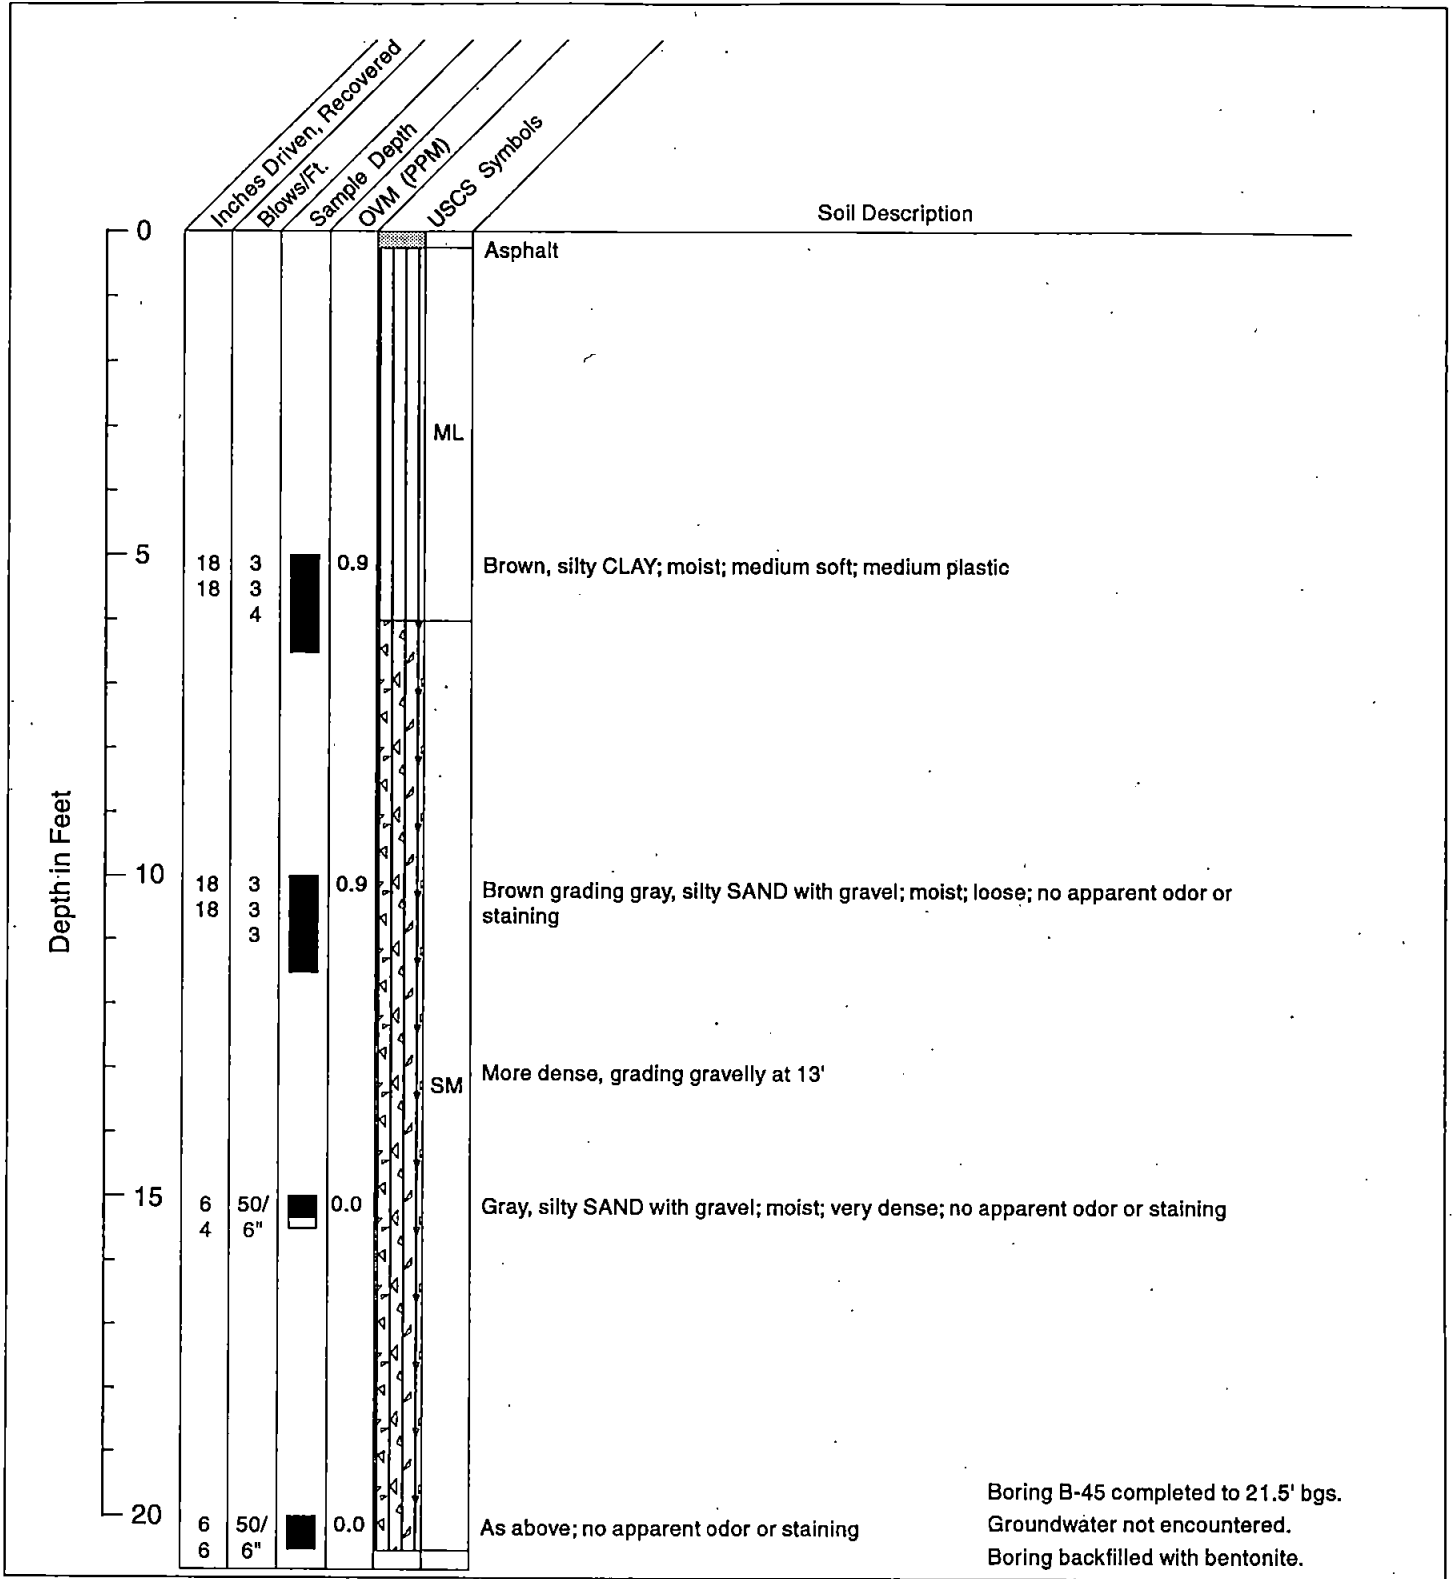 Inches Driven, Recovered
Blows/Ft.
Sample Depth
OVM (PPM)
USCS Symbols
Soil Description
0
Asphalt
ML
5
18 3 0.9 Brown, silty CLAY; moist; medium soft; medium plastic
18 3
4
Depth in Feet
10
18 3 0.9 Brown grading gray, silty SAND with gravel; moist; loose; no apparent odor or
18 3 staining
3
SM More dense, grading gravelly at 13'
15
6 50/ 0.0 Gray, silty SAND with gravel; moist; very dense; no apparent odor or staining
4 6"
20
6 50/ 0.0 As above; no apparent odor or staining
6 6"
Boring B-45 completed to 21.5' bgs.
Groundwater not encountered.
Boring backfilled with bentonite.